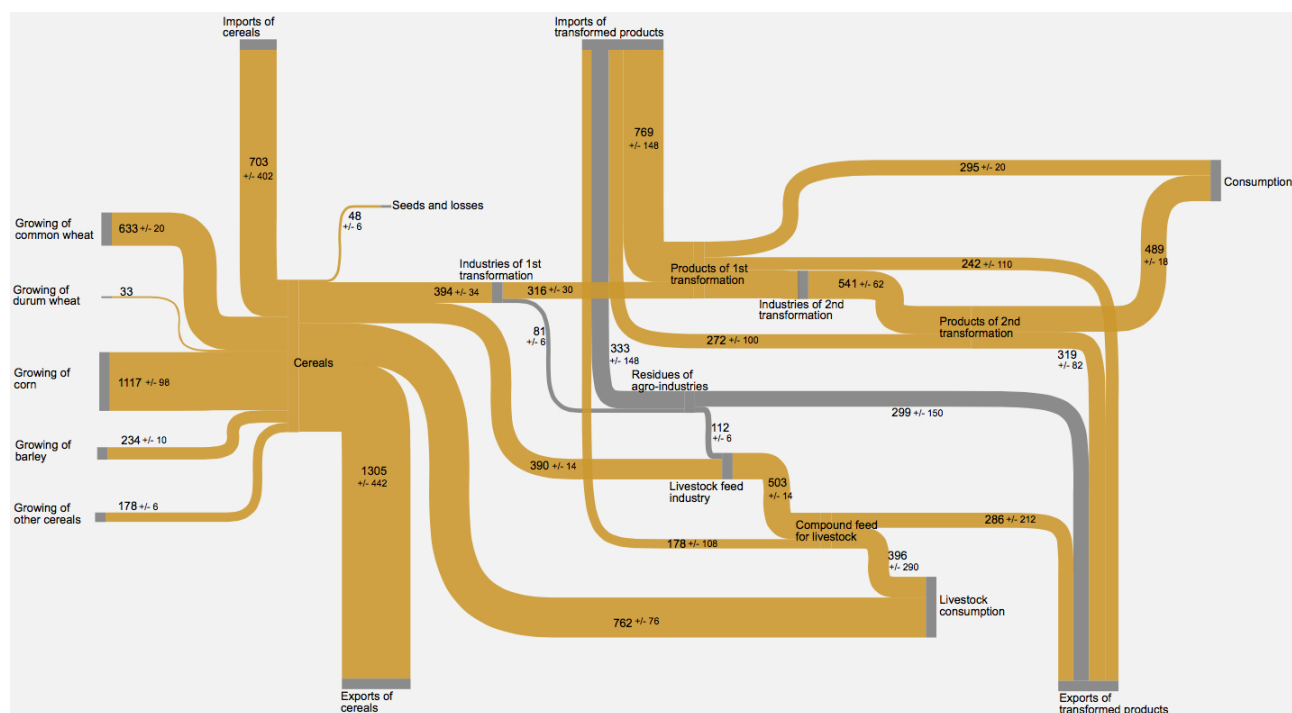 Imports of
cereals
Imports of
transformed products
703
+/- 402
769
+/- 148
295 +/- 20
Consumption
Seeds and losses
48
+/- 6
Growing of
common wheat
633 +/- 20
489
+/- 18
Industries of 1st
transformation
Products of 1st
transformation
242 +/- 110
Growing of
durum wheat
33
394 +/- 34
316 +/- 30
541 +/- 62
Industries of 2nd
transformation
Products of 2nd
transformation
81
+/- 6
272 +/- 100
333
+/- 148
319
+/- 82
Cereals
Growing of
corn
1117 +/- 98
Residues of
agro-industries
299 +/- 150
112
+/- 6
Growing of
barley
234 +/- 10
1305
+/- 442
390 +/- 14
Livestock feed
industry
503
+/- 14
Growing of
other cereals
178 +/- 6
Compound feed
for livestock
286 +/- 212
178 +/- 108
396
+/- 290
Livestock
consumption
762 +/- 76
Exports of
cereals
Exports of
transformed products